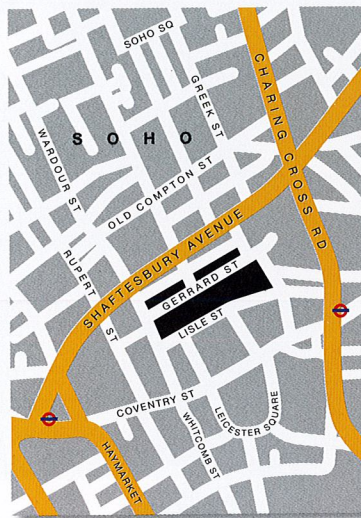 SOHO SQ
CHARING CROSS RD
GREEK ST
SOHO
WARDOUR ST
OLD COMPTON ST
SHAFTESBURY AVENUE
RUPERT ST
GERRARD ST
LISLE ST
COVENTRY ST
LEICESTER SQUARE
WHITCOMB ST
HAYMARKET